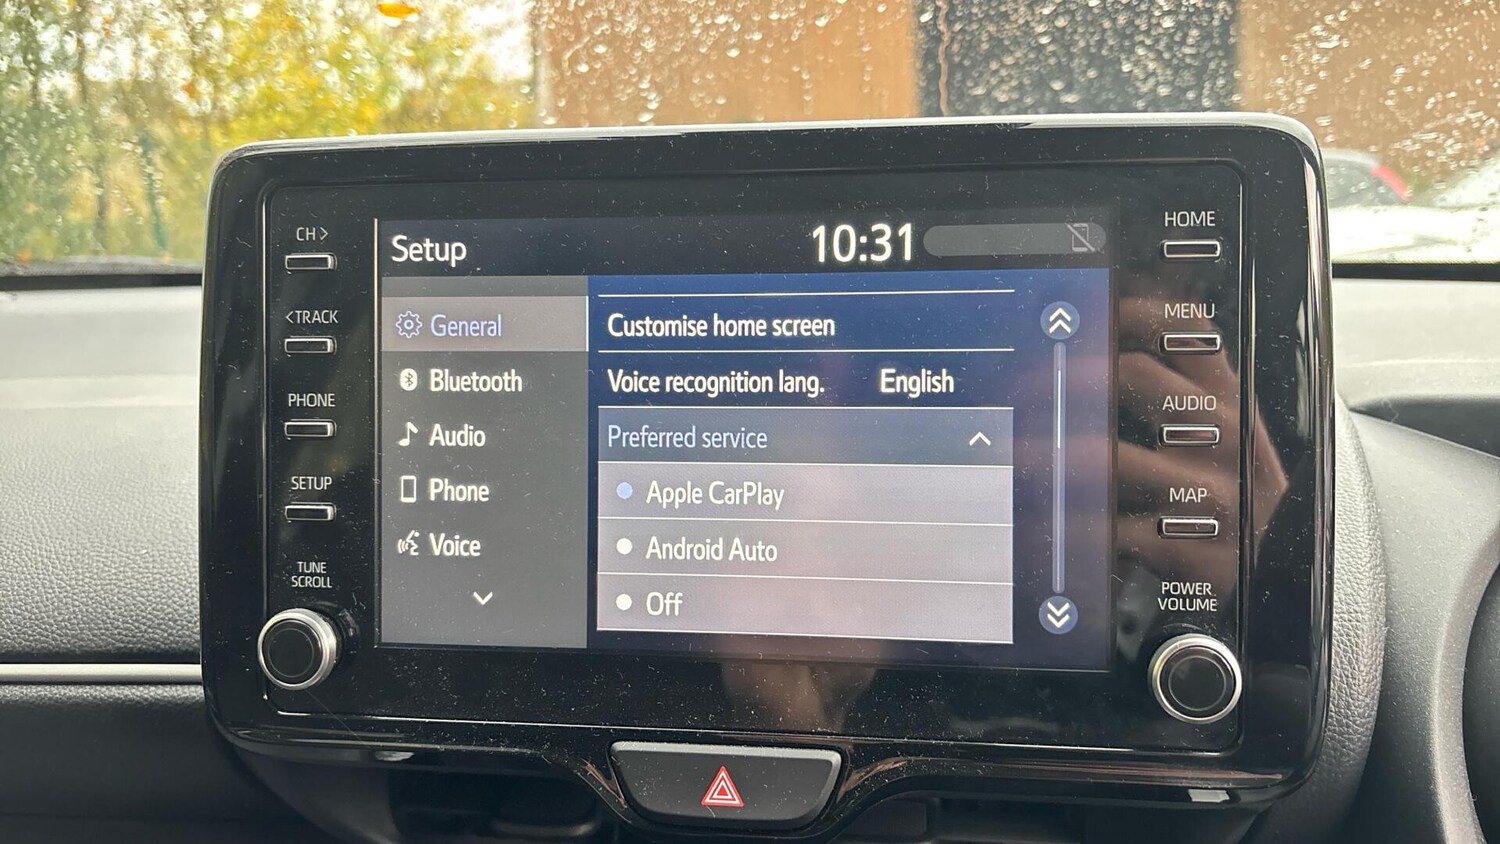 CH>
<TRACK
PHONE
SETUP
TUNE
SCROLL
Setup
10:31
General
Bluetooth
Audio
Phone
Voice
Customise home screen
Voice recognition lang. English
Preferred service
Apple CarPlay
Android Auto
Off
HOME
MENU
AUDIO
MAP
POWER
VOLUME